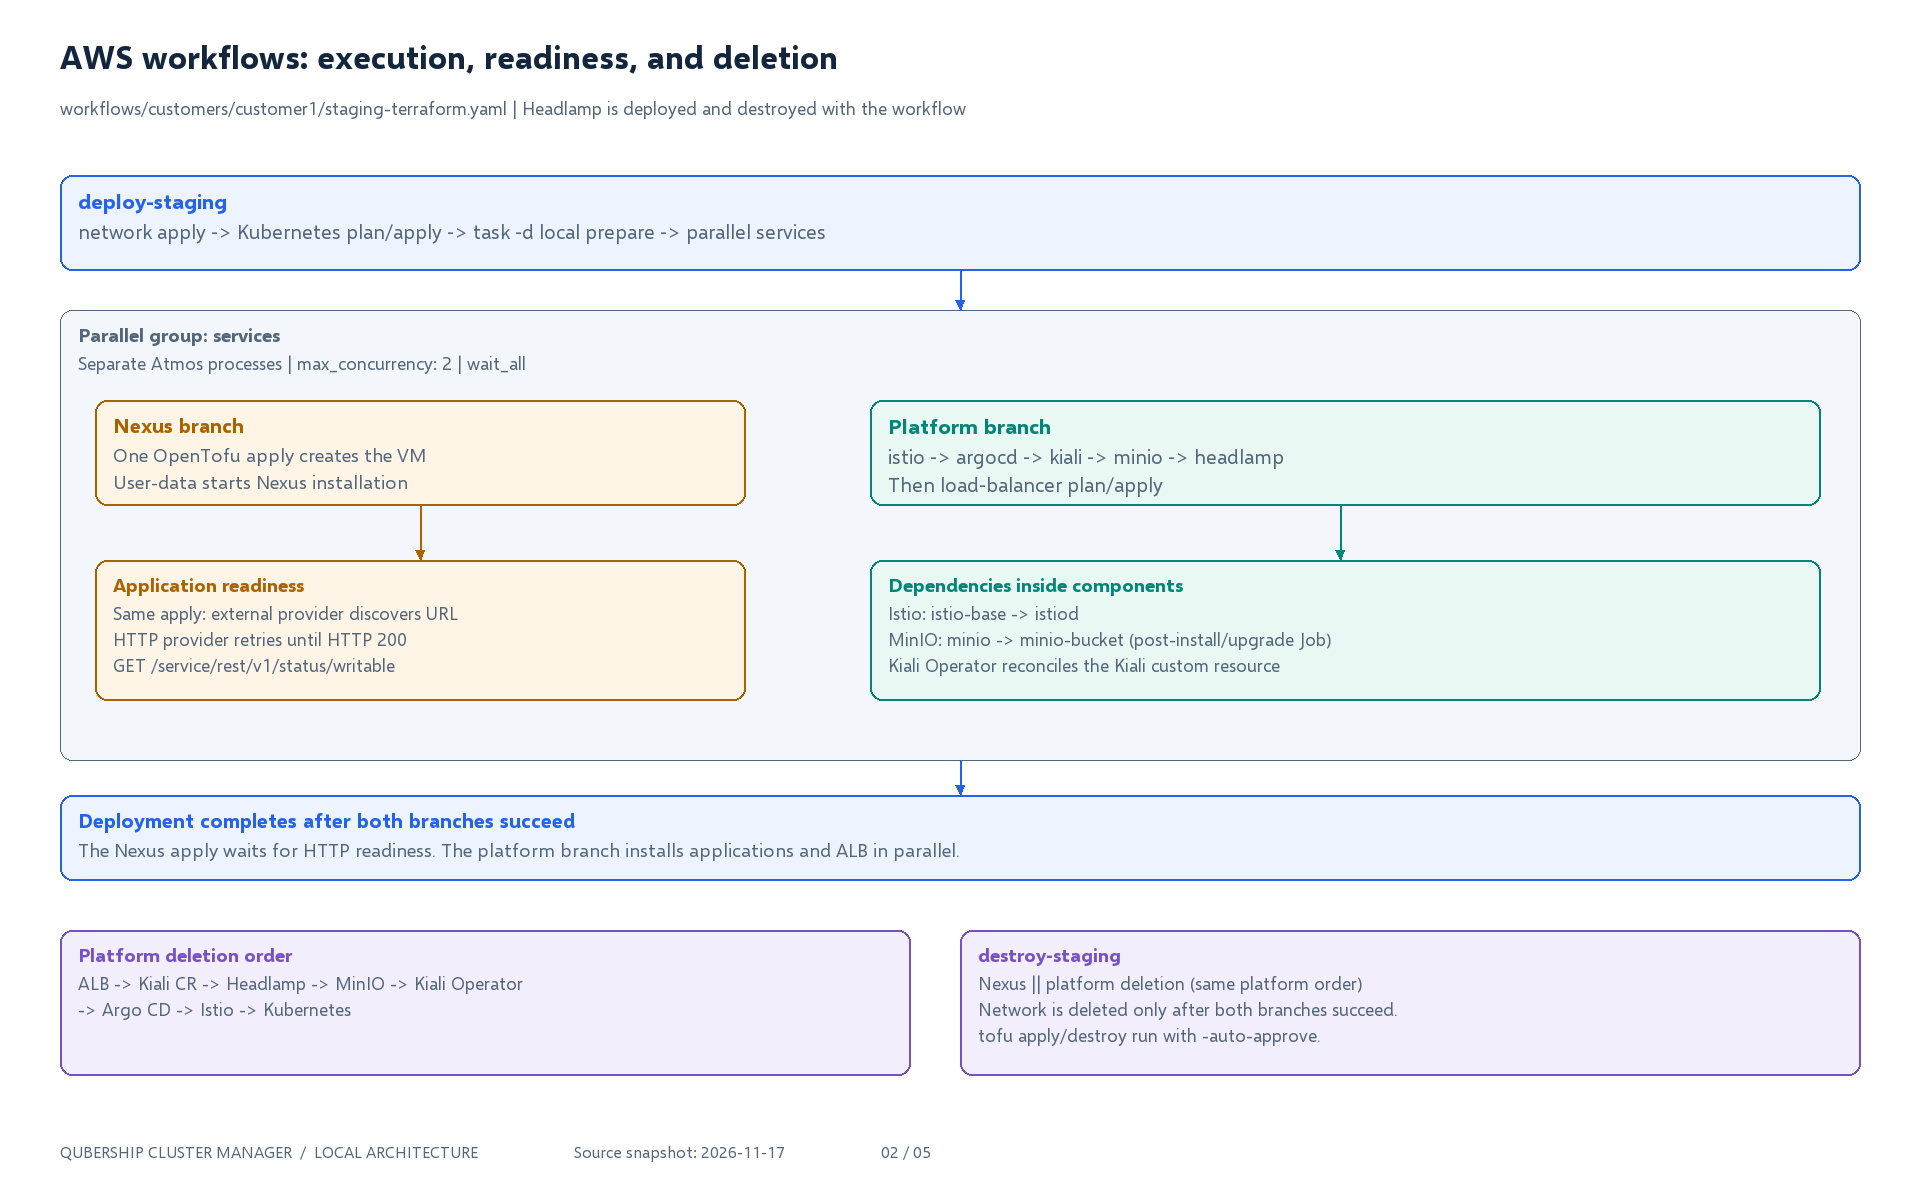 AWS workflows: execution, readiness, and deletion
workflows/customers/customer1/staging-terraform.yaml | Headlamp is deployed and destroyed with the workflow
deploy-staging
network apply -> Kubernetes plan/apply -> task -d local prepare -> parallel services
Parallel group: services
Separate Atmos processes | max_concurrency: 2 | wait_all
Nexus branch
One OpenTofu apply creates the VM
User-data starts Nexus installation
Platform branch
istio -> argocd -> kiali -> minio -> headlamp
Then load-balancer plan/apply
Application readiness
Same apply: external provider discovers URL
HTTP provider retries until HTTP 200
GET /service/rest/v1/status/writable
Dependencies inside components
Istio: istio-base -> istiod
MinIO: minio -> minio-bucket (post-install/upgrade Job)
Kiali Operator reconciles the Kiali custom resource
Deployment completes after both branches succeed
The Nexus apply waits for HTTP readiness. The platform branch installs applications and ALB in parallel.
Platform deletion order
ALB -> Kiali CR -> Headlamp -> MinIO -> Kiali Operator
-> Argo CD -> Istio -> Kubernetes
destroy-staging
Nexus || platform deletion (same platform order)
Network is deleted only after both branches succeed.
tofu apply/destroy run with -auto-approve.
QUBERSHIP CLUSTER MANAGER / LOCAL ARCHITECTURE
Source snapshot: 2026-11-17
02 / 05